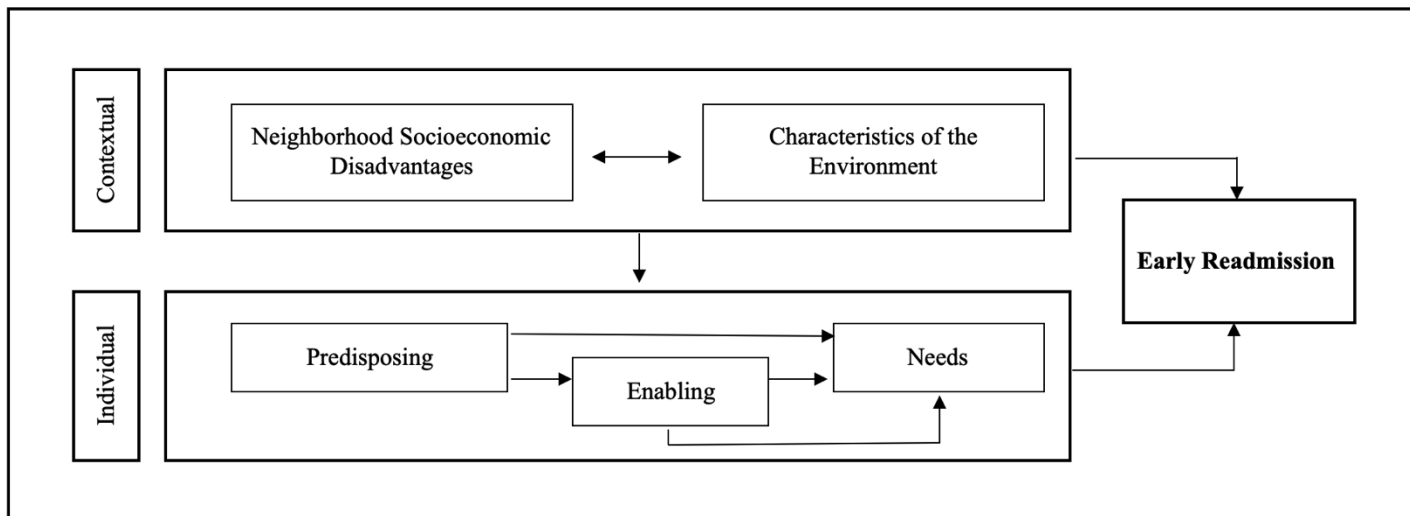 Contextual
Neighborhood Socioeconomic
Disadvantages
Characteristics of the
Environment
Early Readmission
Individual
Predisposing
Enabling
Needs